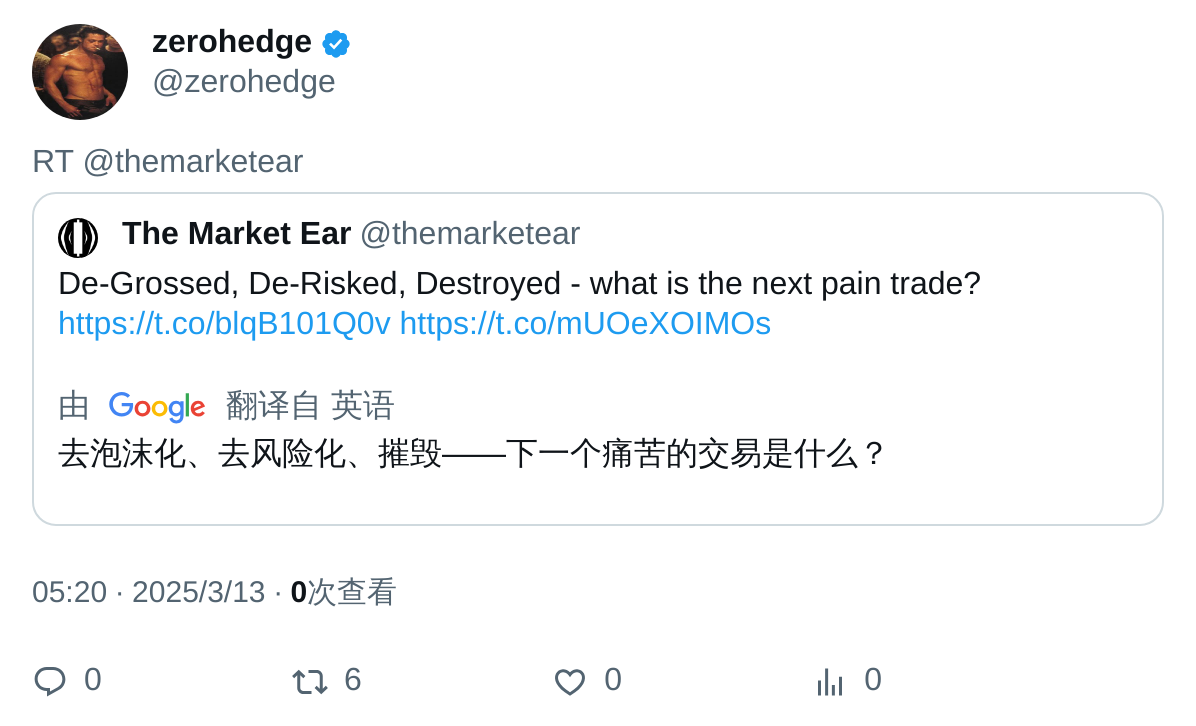 zerohedge
@zerohedge
RT @themarketear
The Market Ear @themarketear
De-Grossed, De-Risked, Destroyed - what is the next pain trade?
https://t.co/blqB101Q0v https://t.co/mUOeXOIMOs
由 Google 翻译自 英语
去泡沫化、去风险化、摧毁——下一个痛苦的交易是什么？
05:20 · 2025/3/13 · 0次查看
0 6 0 0